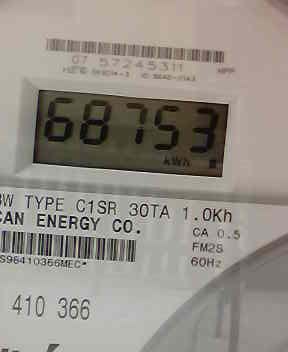 07 57245311
68753
kWh
W TYPE C1SR 30TA 1.0Kh
CAN ENERGY CO.
CA 0.5
FM2S
60Hz
S98410366MEC*
410 366